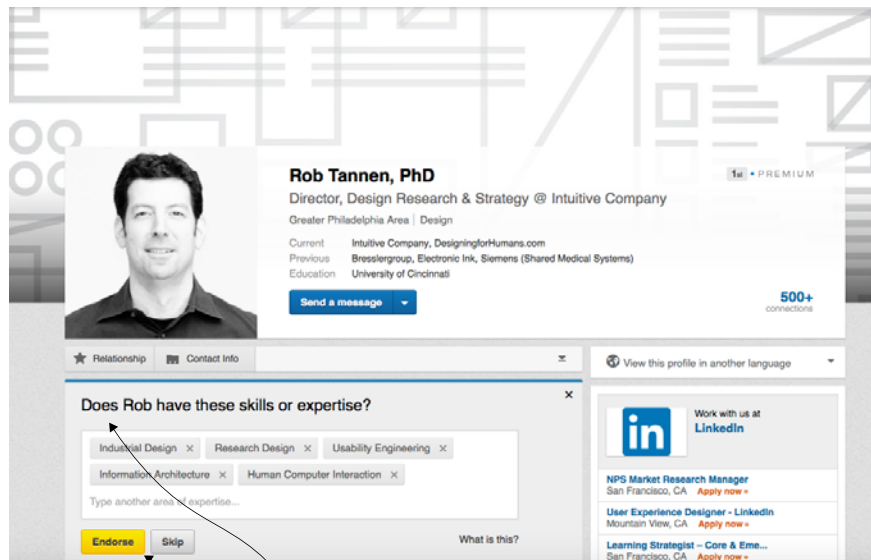 Rob Tannen, PhD
1st • PREMIUM
Director, Design Research & Strategy @ Intuitive Company
Greater Philadelphia Area | Design
Current Intuitive Company, DesigningforHumans.com
Previous Bresslergroup, Electronic Ink, Siemens (Shared Medical Systems)
Education University of Cincinnati
Send a message
500+
connections
Relationship
Contact Info
View this profile in another language
Does Rob have these skills or expertise?
Industrial Design ×
Research Design ×
Usability Engineering ×
Information Architecture ×
Human Computer Interaction ×
Type another area of expertise...
Endorse
Skip
What is this?
in
Work with us at
LinkedIn
NPS Market Research Manager
San Francisco, CA Apply now »
User Experience Designer - LinkedIn
Mountain View, CA Apply now »
Learning Strategist – Core & Eme...
San Francisco, CA Apply now »